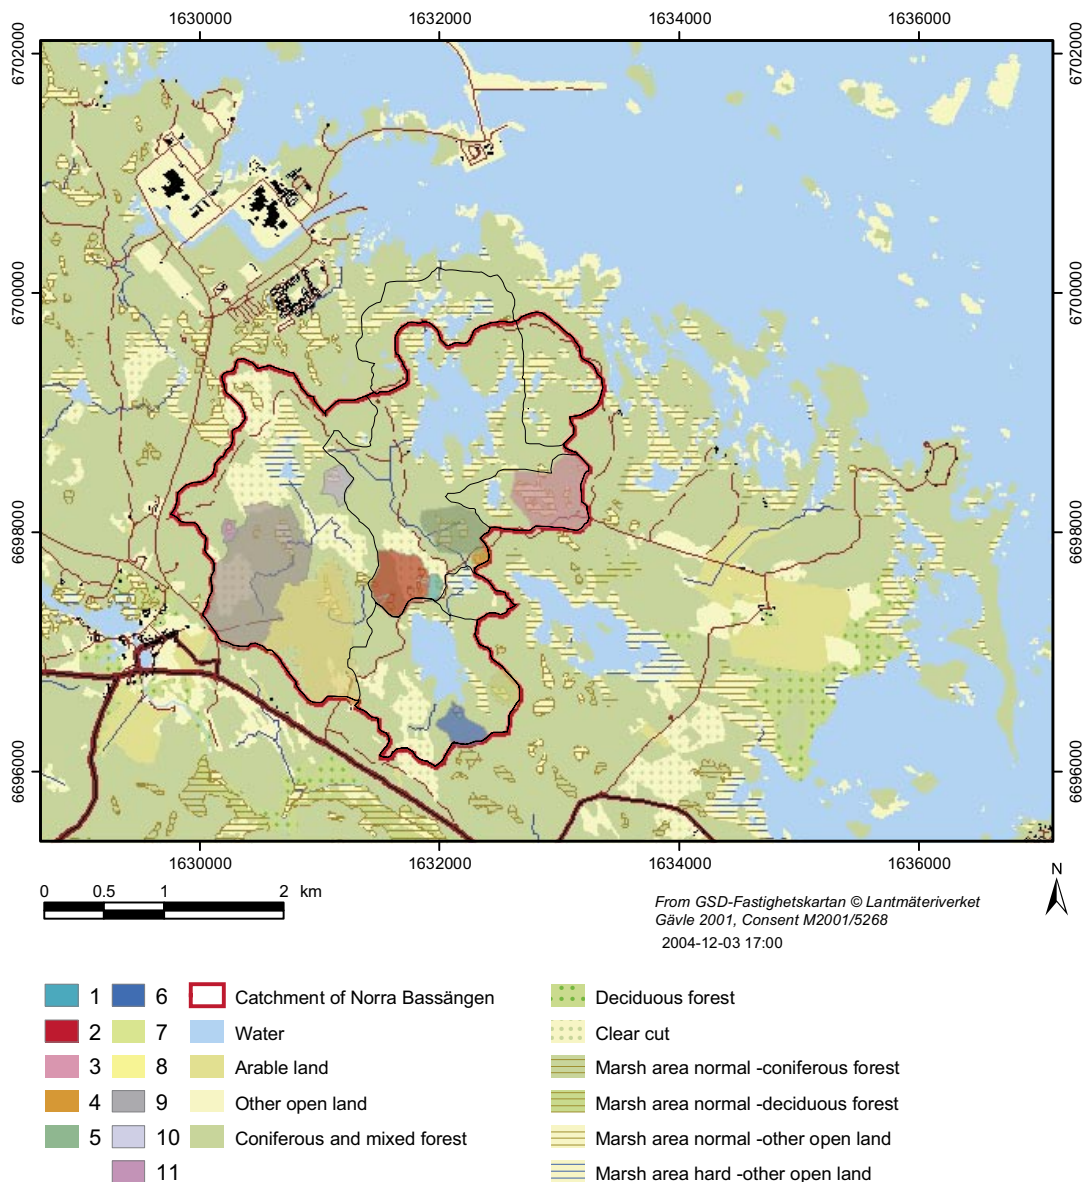 1630000 1632000 1634000 1636000
6702000 6702000
6700000 6700000
6698000 6698000
6696000 6696000
1630000 1632000 1634000 1636000
0 0.5 1 2 km
N
From GSD-Fastighetskartan © Lantmäteriverket
Gävle 2001, Consent M2001/5268
2004-12-03 17:00
1 6 Catchment of Norra Bassängen Deciduous forest
2 7 Water Clear cut
3 8 Arable land Marsh area normal -coniferous forest
4 9 Other open land Marsh area normal -deciduous forest
5 10 Coniferous and mixed forest Marsh area normal -other open land
11 Marsh area hard -other open land